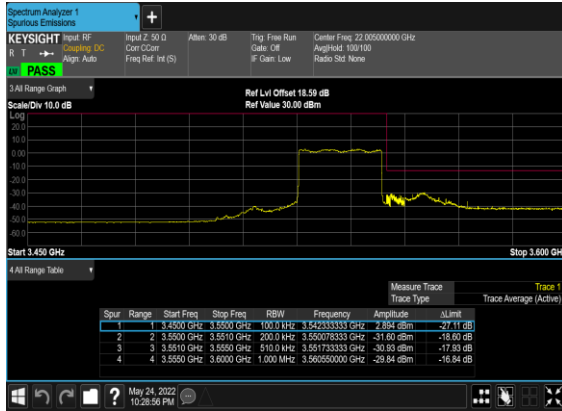 Spectrum Analyzer 1
Spurious Emissions
+
KEYSIGHT Input: RF Input Z: 50 Ω Atten: 30 dB Trig: Free Run Center Freq: 22.005000000 GHz
R T Coupling: DC Corr CCorr Gate: Off Avg|Hold: 100/100
Align: Auto Freq Ref: Int (S) IF Gain: Low Radio Std: None
LXI PASS
3 All Range Graph
Ref Lvl Offset 18.59 dB
Scale/Div 10.0 dB Ref Value 30.00 dBm
Log
20.0
10.0
0.00
-10.0
-20.0
-30.0
-40.0
-50.0
-60.0
Start 3.450 GHz Stop 3.600 GH
4 All Range Table
Measure Trace Trace 1
Trace Type Trace Average (Active)
Spur Range Start Freq Stop Freq RBW Frequency Amplitude ΔLimit
1 1 3.4500 GHz 3.5500 GHz 100.0 kHz 3.542333333 GHz 2.894 dBm -27.11 dB
2 2 3.5500 GHz 3.5510 GHz 200.0 kHz 3.550078333 GHz -31.60 dBm -18.60 dB
3 3 3.5510 GHz 3.5550 GHz 510.0 kHz 3.551733333 GHz -30.93 dBm -17.93 dB
4 4 3.5550 GHz 3.6000 GHz 1.000 MHz 3.560550000 GHz -29.84 dBm -16.84 dB
? May 24, 2022
10:28:56 PM